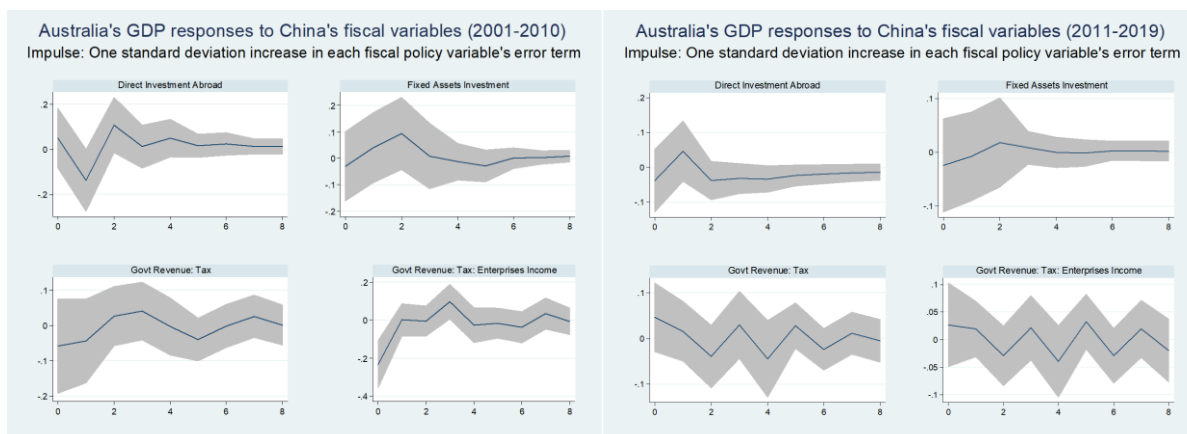 Australia's GDP responses to China's fiscal variables (2001-2010)
Impulse: One standard deviation increase in each fiscal policy variable's error term
Direct Investment Abroad
.2
0
-.2
0 2 4 6 8
Fixed Assets Investment
.2
.1
0
-.1
-.2
0 2 4 6 8
Govt Revenue: Tax
.1
0
-.1
-.2
0 2 4 6 8
Govt Revenue: Tax: Enterprises Income
.2
0
-.2
-.4
0 2 4 6 8
Australia's GDP responses to China's fiscal variables (2011-2019)
Impulse: One standard deviation increase in each fiscal policy variable's error term
Direct Investment Abroad
.2
.1
0
-.1
0 2 4 6 8
Fixed Assets Investment
.1
0
-.1
0 2 4 6 8
Govt Revenue: Tax
.1
0
-.1
0 2 4 6 8
Govt Revenue: Tax: Enterprises Income
.1
.05
0
-.05
-.1
0 2 4 6 8